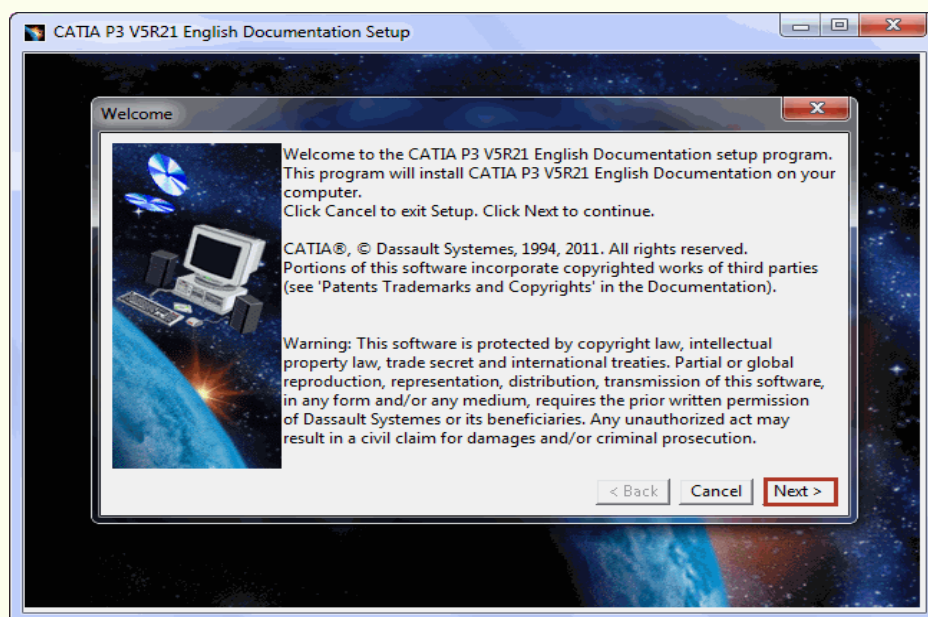 CATIA P3 V5R21 English Documentation Setup
Welcome
Welcome to the CATIA P3 V5R21 English Documentation setup program.
This program will install CATIA P3 V5R21 English Documentation on your
computer.
Click Cancel to exit Setup. Click Next to continue.
CATIA®, © Dassault Systemes, 1994, 2011. All rights reserved.
Portions of this software incorporate copyrighted works of third parties
(see 'Patents Trademarks and Copyrights' in the Documentation).
Warning: This software is protected by copyright law, intellectual
property law, trade secret and international treaties. Partial or global
reproduction, representation, distribution, transmission of this software,
in any form and/or any medium, requires the prior written permission
of Dassault Systemes or its beneficiaries. Any unauthorized act may
result in a civil claim for damages and/or criminal prosecution.
< Back Cancel Next >